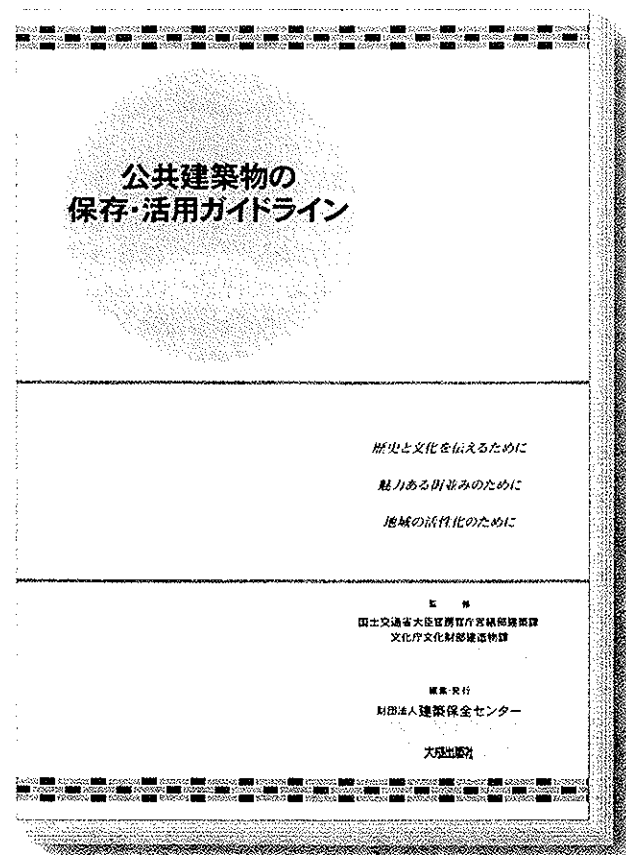 公共建築物の
保存・活用ガイドライン
歴史と文化を伝えるために
魅力ある街並みのために
地域の活性化のために
監 修
国土交通省大臣官房官庁営繕部建築課
文化庁文化財部建造物課
編集・発行
財団法人建築保全センター
大成出版社